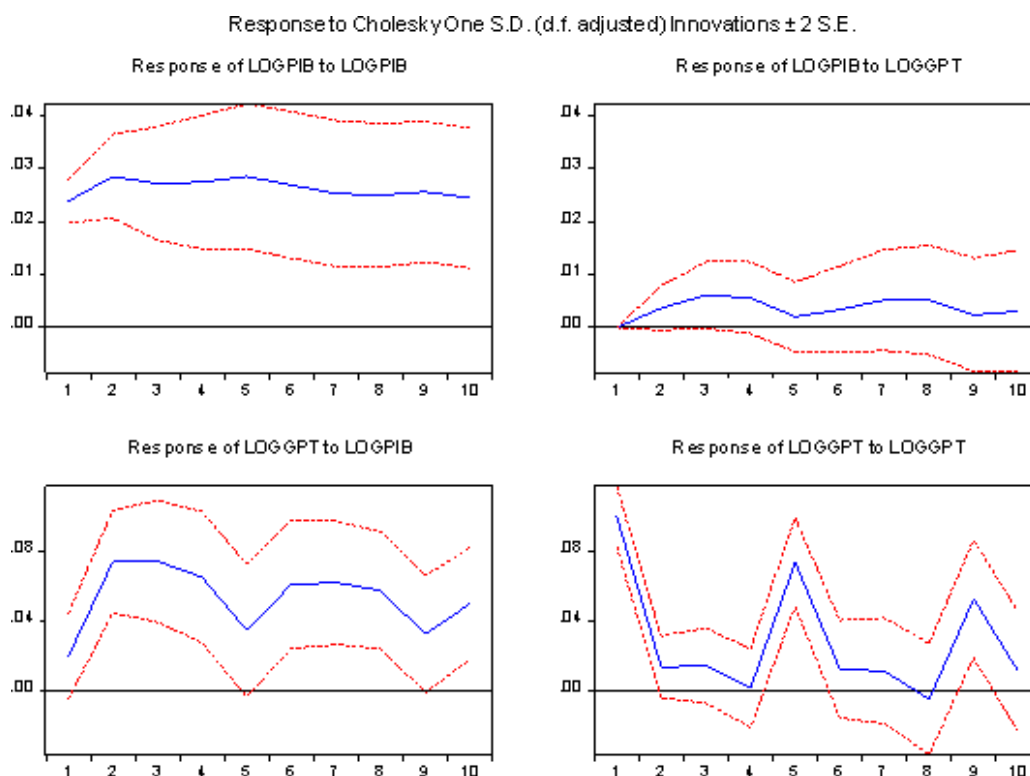 Response to Cholesky One S.D. (d.f. adjusted) Innovations ± 2 S.E.
Response of LOGPIB to LOGPIB
Response of LOGPIB to LOGGPT
.04
.03
.02
.01
.00
1 2 3 4 5 6 7 8 9 10
.04
.03
.02
.01
.00
1 2 3 4 5 6 7 8 9 10
Response of LOGGPT to LOGPIB
Response of LOGGPT to LOGGPT
.08
.04
.00
1 2 3 4 5 6 7 8 9 10
.08
.04
.00
1 2 3 4 5 6 7 8 9 10